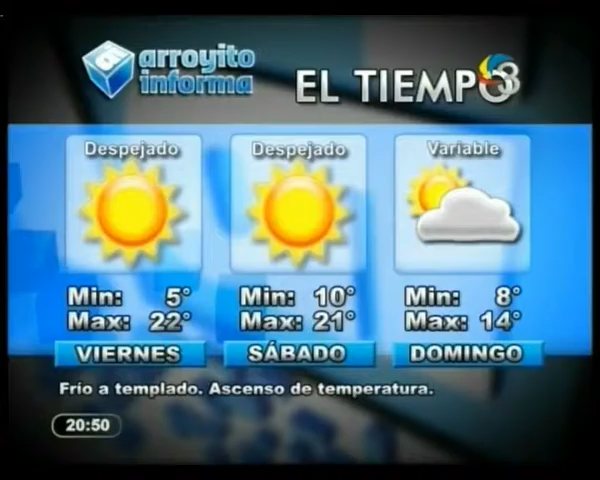 arroyito
informa
EL TIEMPO
8
Despejado
Min: 5°
Max: 22°
VIERNES
Despejado
Min: 10°
Max: 21°
SÁBADO
Variable
Min: 8°
Max: 14°
DOMINGO
Frío a templado. Ascenso de temperatura.
20:50